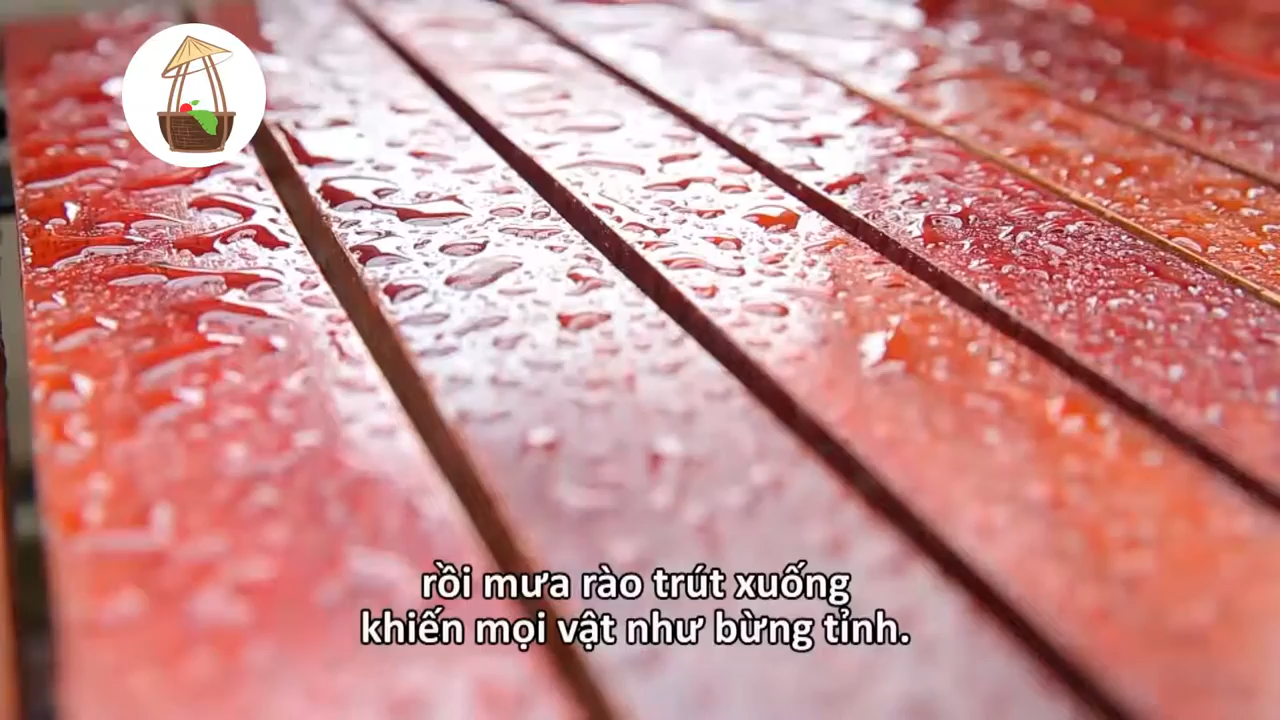 rồi mưa rào trút xuống
khiến mọi vật như bừng tỉnh.